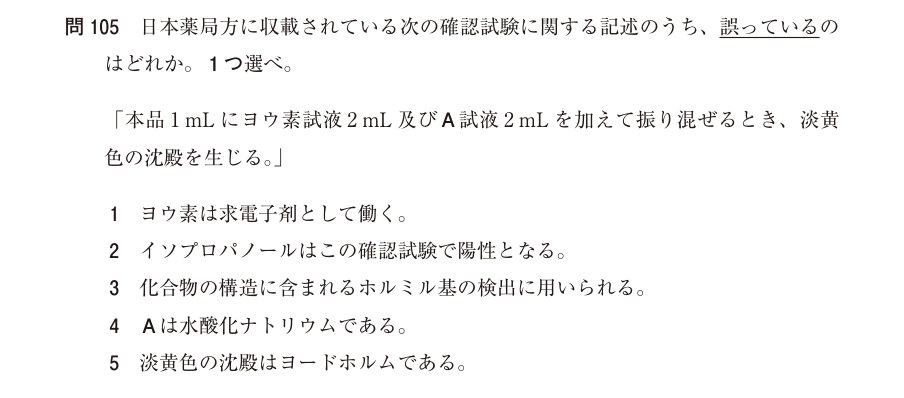 問 105　日本薬局方に収載されている次の確認試験に関する記述のうち、誤っているの
はどれか。1つ選べ。
「本品1mLにヨウ素試液2mL及びA試液2mLを加えて振り混ぜるとき、淡黄
色の沈殿を生じる。」
1　ヨウ素は求電子剤として働く。
2　イソプロパノールはこの確認試験で陽性となる。
3　化合物の構造に含まれるホルミル基の検出に用いられる。
4　Aは水酸化ナトリウムである。
5　淡黄色の沈殿はヨードホルムである。